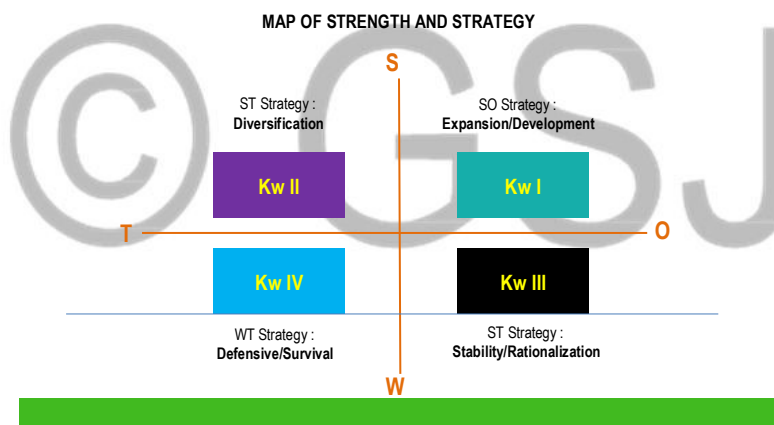 MAP OF STRENGTH AND STRATEGY
© GSJ
S
ST Strategy :
Diversification
SO Strategy :
Expansion/Development
Kw II
Kw I
T
O
Kw IV
Kw III
WT Strategy :
Defensive/Survival
ST Strategy :
Stability/Rationalization
W